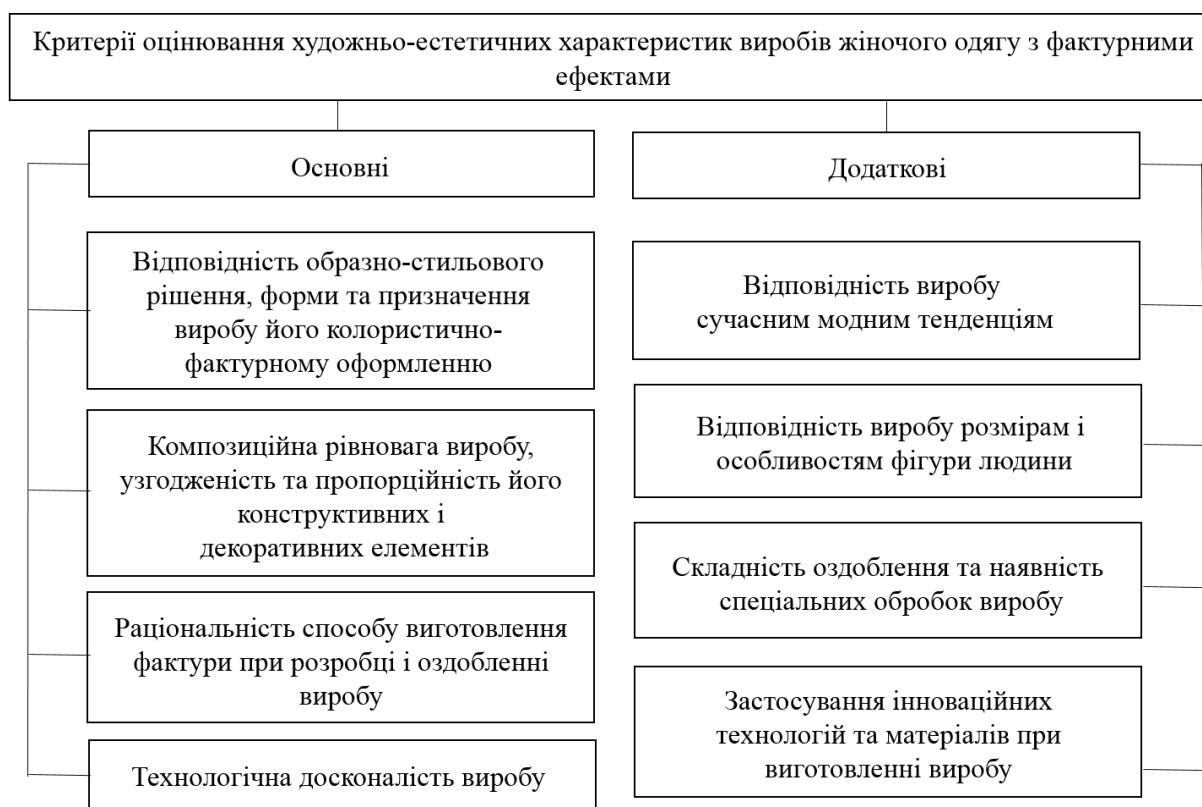 Критерії оцінювання художньо-естетичних характеристик виробів жіночого одягу з фактурними
ефектами
Основні
Відповідність образно-стильового
рішення, форми та призначення
виробу його колористично-
фактурному оформленню
Композиційна рівновага виробу,
узгодженість та пропорційність його
конструктивних і
декоративних елементів
Раціональність способу виготовлення
фактури при розробці і оздобленні
виробу
Технологічна досконалість виробу
Додаткові
Відповідність виробу
сучасним модним тенденціям
Відповідність виробу розмірам і
особливостям фігури людини
Складність оздоблення та наявність
спеціальних обробок виробу
Застосування інноваційних
технологій та матеріалів при
виготовленні виробу